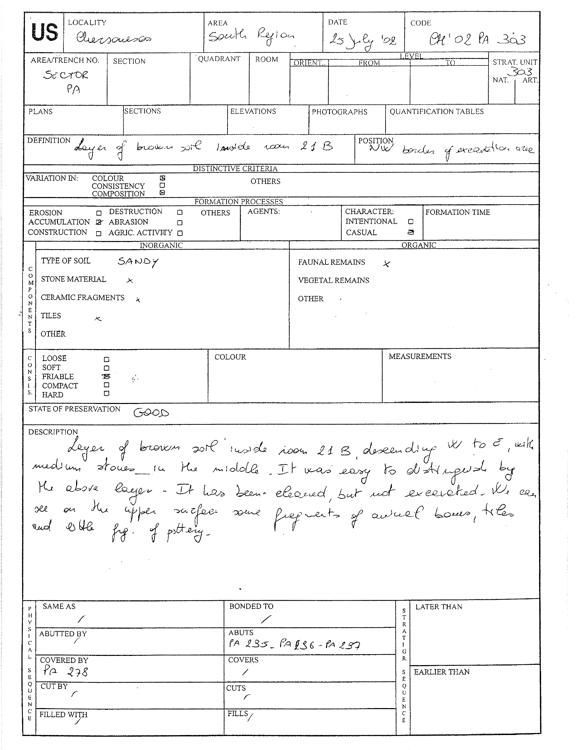 US
LOCALITY
Chersonesos
AREA
South Region
DATE
25 July '02
CODE
CH '02 PA 303
AREA/TRENCH NO.
SECTOR
PA
SECTION
QUADRANT
ROOM
LEVEL
ORIENT. FROM TO
STRAT. UNIT
303
NAT. ART.
PLANS
SECTIONS
ELEVATIONS
PHOTOGRAPHS
QUANTIFICATION TABLES
DEFINITION Layer of brown soil inside room 21 B
POSITION
NW border of excavation area
DISTINCTIVE CRITERIA
VARIATION IN: COLOUR ☒
CONSISTENCY ☐
COMPOSITION ☒
OTHERS
FORMATION PROCESSES
EROSION ☐ DESTRUCTION ☐ OTHERS
ACCUMULATION ☒ ABRASION ☐
CONSTRUCTION ☐ AGRIC. ACTIVITY ☐
AGENTS:
CHARACTER:
INTENTIONAL ☐
CASUAL ☒
FORMATION TIME
COMPONENTS
INORGANIC
TYPE OF SOIL SANDY
STONE MATERIAL x
CERAMIC FRAGMENTS x
TILES x
OTHER
ORGANIC
FAUNAL REMAINS x
VEGETAL REMAINS
OTHER
CONSIS.
LOOSE ☐
SOFT ☐
FRIABLE ☒
COMPACT ☐
HARD ☐
COLOUR
MEASUREMENTS
STATE OF PRESERVATION GOOD
DESCRIPTION
Layer of brown soil inside room 21 B, descending W to E, with
medium stones in the middle. It was easy to distinguish by
the above layer. It has been cleaned, but not excavated. We can
see on the upper surface some fragments of animal bones, tiles
and little frg. of pottery.
PHYSICAL SEQUENCE
SAME AS
/
BONDED TO
/
ABUTTED BY
/
ABUTS
PA 235 - PA 236 - PA 237
COVERED BY
PA 278
COVERS
/
CUT BY
/
CUTS
/
FILLED WITH
/
FILLS /
STRATIGR. SEQUENCE
LATER THAN
EARLIER THAN